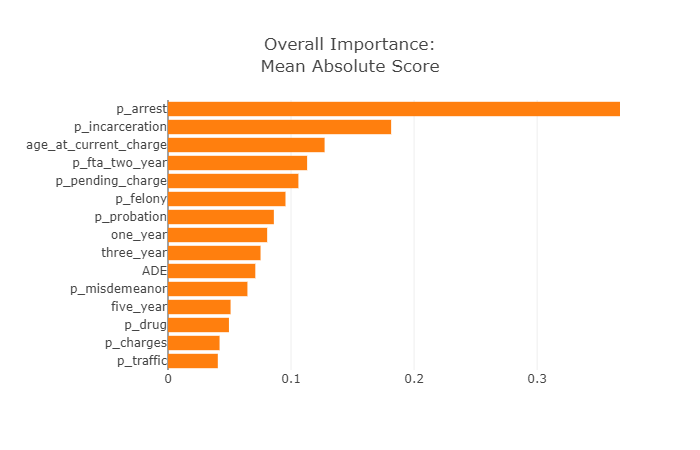 Overall Importance:
Mean Absolute Score
p_arrest
p_incarceration
age_at_current_charge
p_fta_two_year
p_pending_charge
p_felony
p_probation
one_year
three_year
ADE
p_misdemeanor
five_year
p_drug
p_charges
p_traffic
0 0.1 0.2 0.3